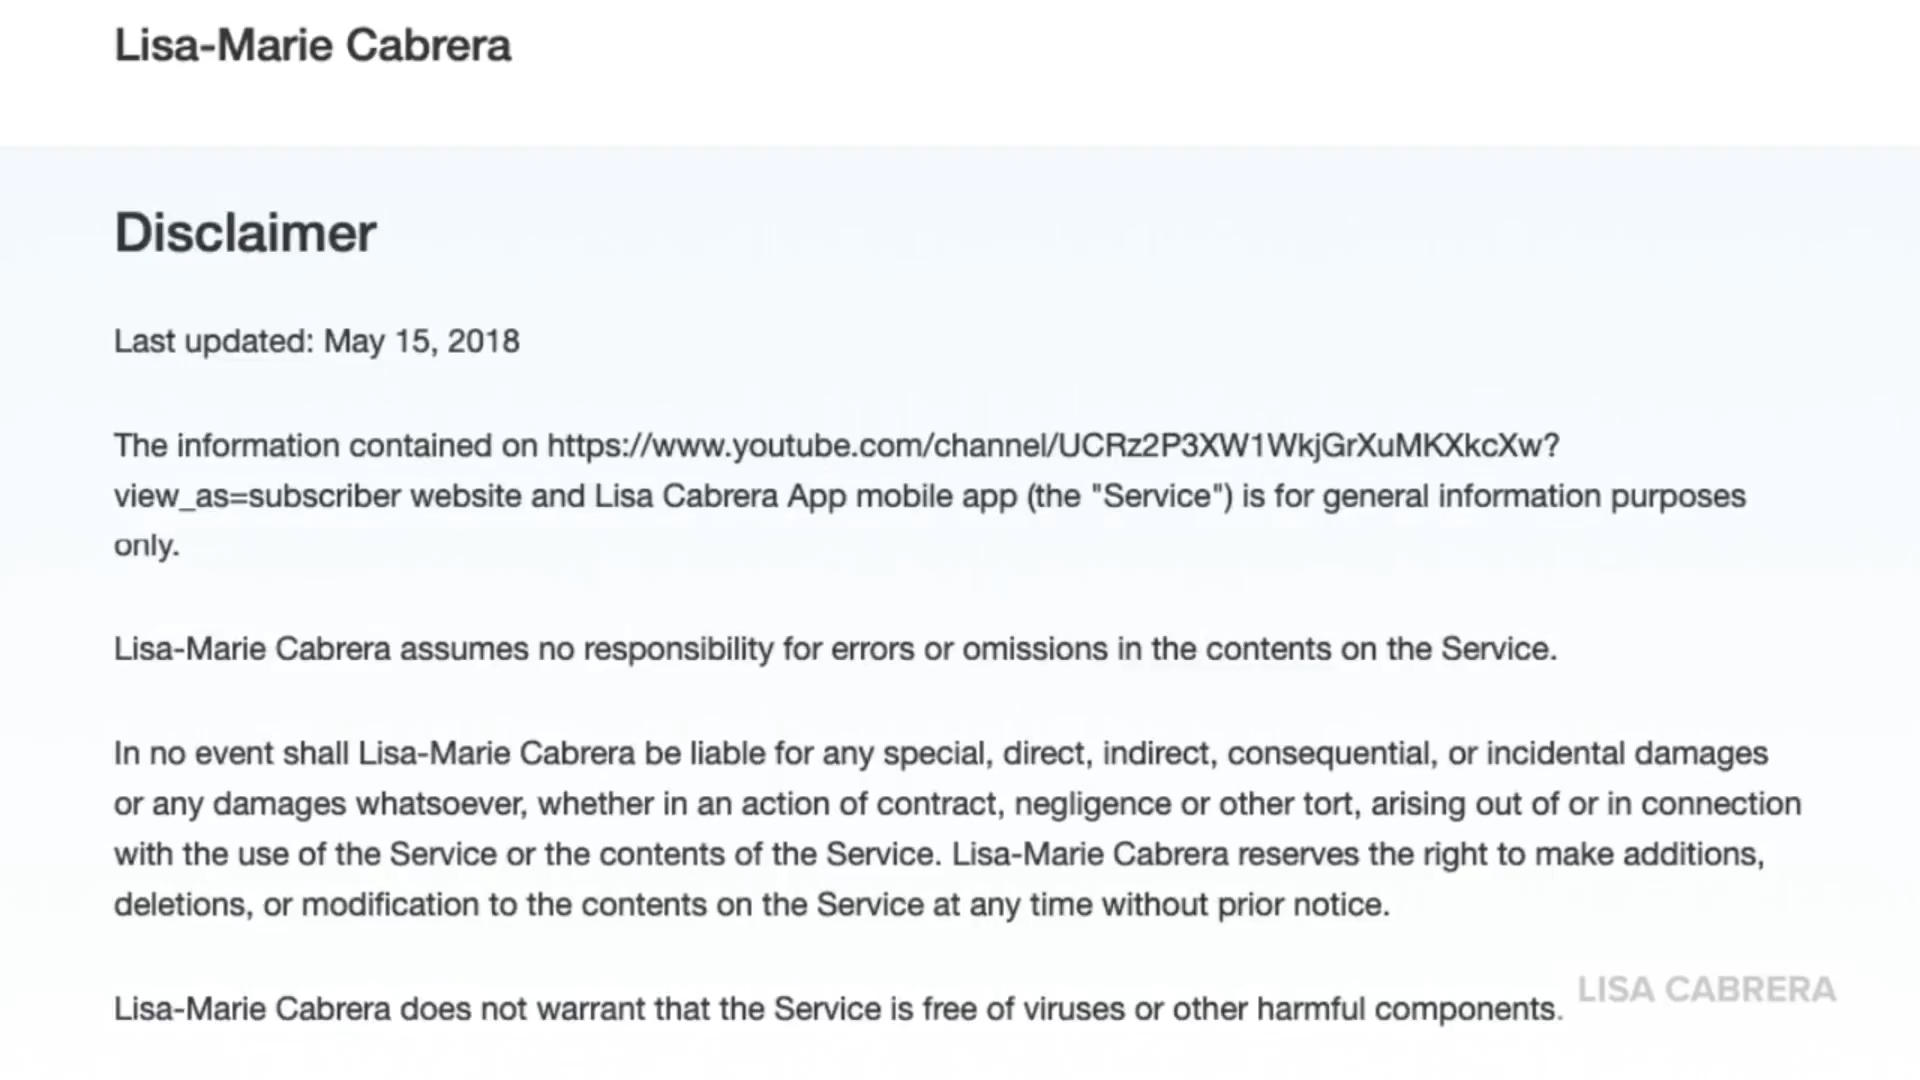 Lisa-Marie Cabrera
Disclaimer
Last updated: May 15, 2018
The information contained on https://www.youtube.com/channel/UCRz2P3XW1WkjGrXuMKXkcXw?
view_as=subscriber website and Lisa Cabrera App mobile app (the "Service") is for general information purposes
only.
Lisa-Marie Cabrera assumes no responsibility for errors or omissions in the contents on the Service.
In no event shall Lisa-Marie Cabrera be liable for any special, direct, indirect, consequential, or incidental damages
or any damages whatsoever, whether in an action of contract, negligence or other tort, arising out of or in connection
with the use of the Service or the contents of the Service. Lisa-Marie Cabrera reserves the right to make additions,
deletions, or modification to the contents on the Service at any time without prior notice.
Lisa-Marie Cabrera does not warrant that the Service is free of viruses or other harmful components.
LISA CABRERA